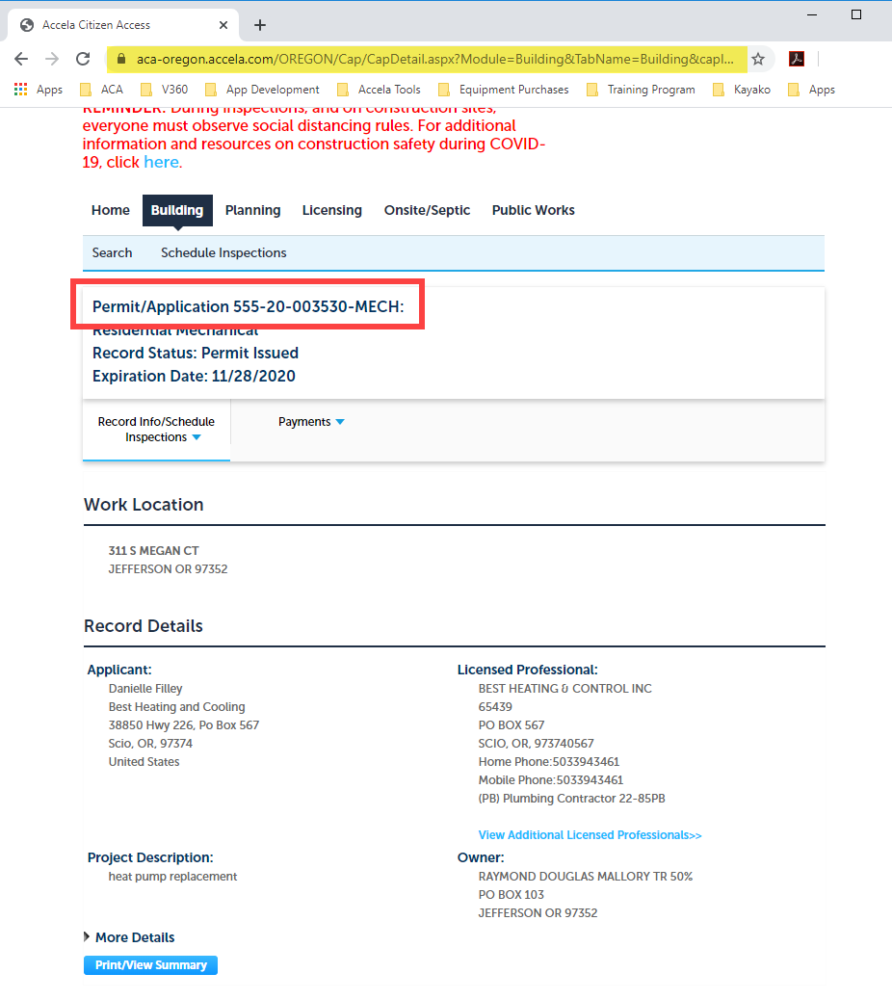 Accela Citizen Access
aca-oregon.accela.com/OREGON/Cap/CapDetail.aspx?Module=Building&TabName=Building&capI...
Apps ACA V360 App Development Accela Tools Equipment Purchases Training Program Kayako Apps
REMINDER: During inspections, and on construction sites,
everyone must observe social distancing rules. For additional
information and resources on construction safety during COVID-
19, click here.
Home Building Planning Licensing Onsite/Septic Public Works
Search Schedule Inspections
Permit/Application 555-20-003530-MECH:
Residential Mechanical
Record Status: Permit Issued
Expiration Date: 11/28/2020
Record Info/Schedule
Inspections
Payments
Work Location
311 S MEGAN CT
JEFFERSON OR 97352
Record Details
Applicant:
Danielle Filley
Best Heating and Cooling
38850 Hwy 226, Po Box 567
Scio, OR, 97374
United States
Licensed Professional:
BEST HEATING & CONTROL INC
65439
PO BOX 567
SCIO, OR, 973740567
Home Phone:5033943461
Mobile Phone:5033943461
(PB) Plumbing Contractor 22-85PB
View Additional Licensed Professionals>>
Project Description:
heat pump replacement
Owner:
RAYMOND DOUGLAS MALLORY TR 50%
PO BOX 103
JEFFERSON OR 97352
More Details
Print/View Summary